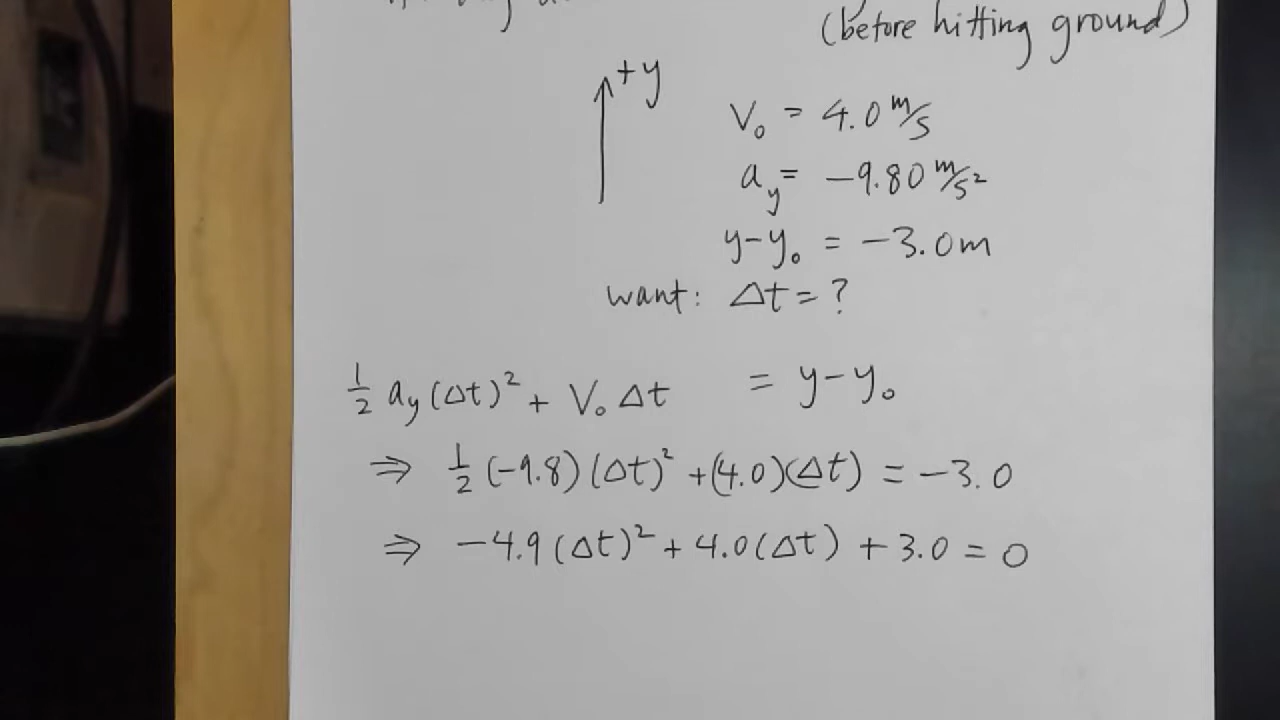 (before hitting ground)
+y
V₀ = 4.0 m/s
a_y = -9.80 m/s²
y-y₀ = -3.0m
want: Δt = ?
½ a_y (Δt)² + V₀ Δt = y-y₀
⇒ ½ (-9.8) (Δt)² + (4.0)(Δt) = -3.0
⇒ -4.9 (Δt)² + 4.0 (Δt) + 3.0 = 0